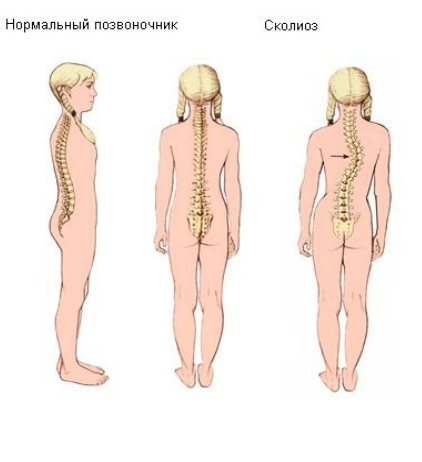 Нормальный позвоночник
Сколиоз